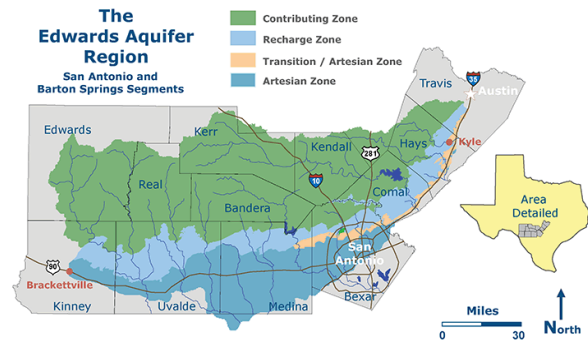 The
Edwards Aquifer
Region
San Antonio and
Barton Springs Segments
Contributing Zone
Recharge Zone
Transition / Artesian Zone
Artesian Zone
Travis
35
Austin
Edwards
Kerr
Kendall
Hays
Kyle
281
Real
10
Comal
Bandera
Area
Detailed
San
Antonio
90
Brackettville
Bexar
Kinney
Uvalde
Medina
Miles
0
30
North